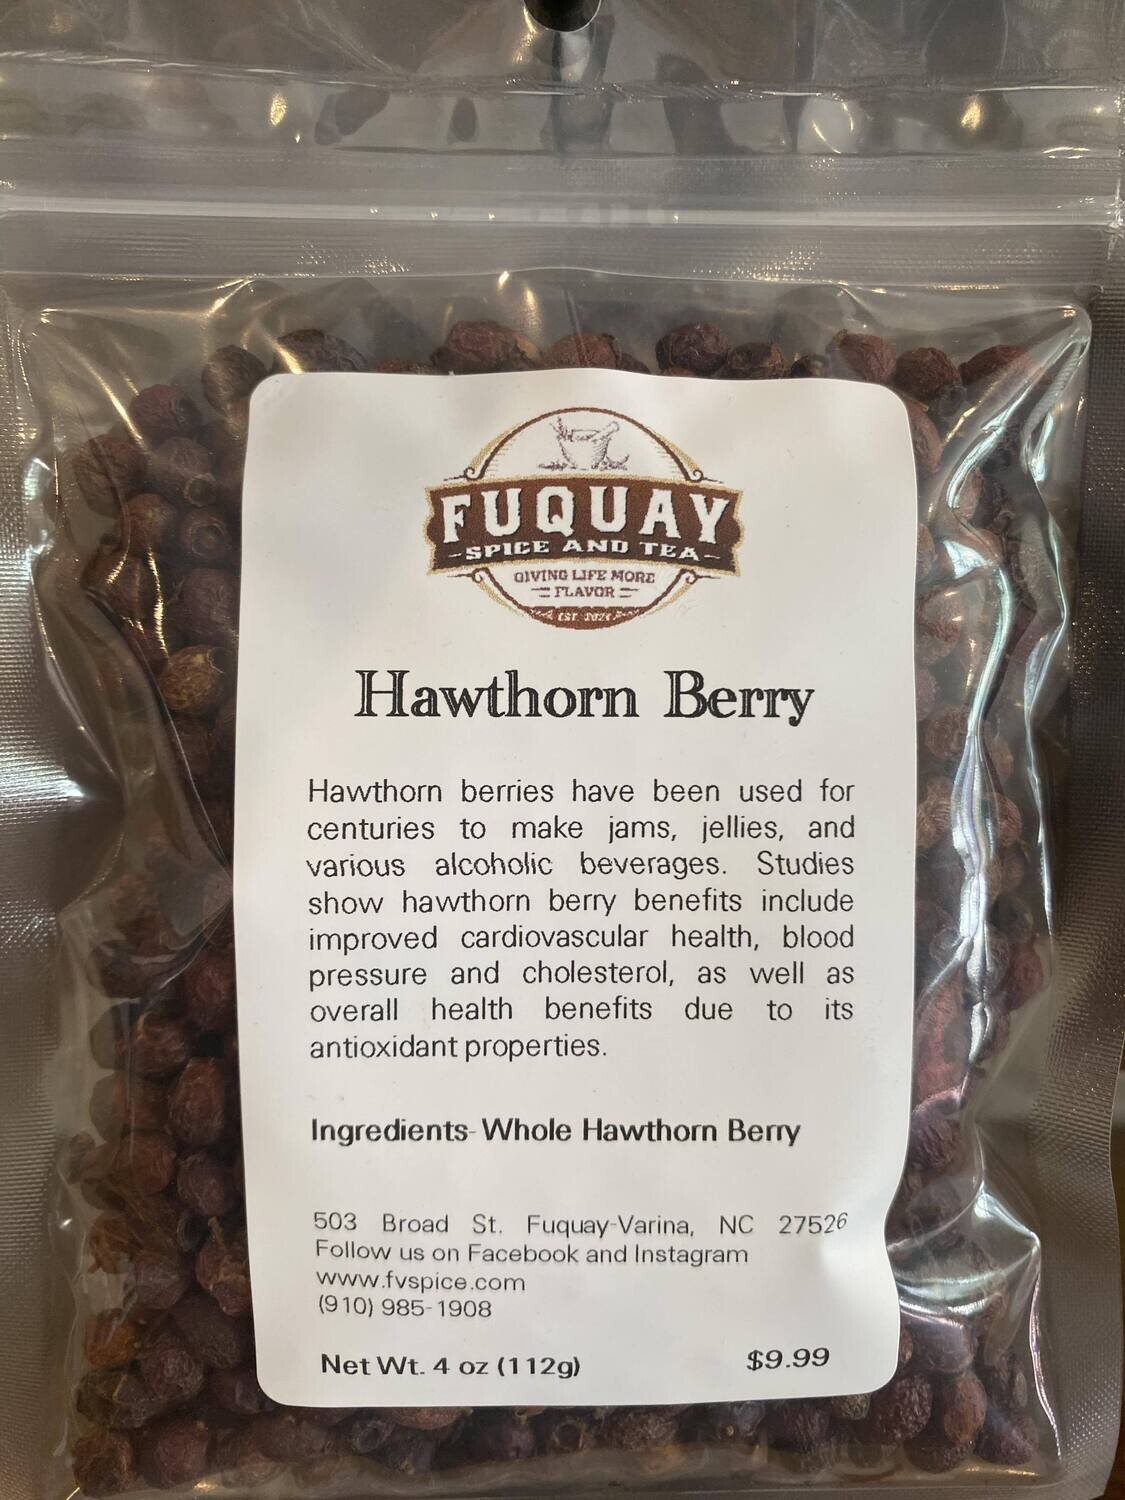 FUQUAY
SPICE AND TEA
GIVING LIFE MORE
FLAVOR
EST 2021
Hawthorn Berry
Hawthorn berries have been used for
centuries to make jams, jellies, and
various alcoholic beverages. Studies
show hawthorn berry benefits include
improved cardiovascular health, blood
pressure and cholesterol, as well as
overall health benefits due to its
antioxidant properties.
Ingredients- Whole Hawthorn Berry
503 Broad St. Fuquay-Varina, NC 27526
Follow us on Facebook and Instagram
www.fvspice.com
(910) 985-1908
Net Wt. 4 oz (112g) $9.99